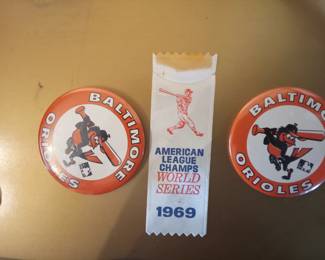 BALTIMORE
ORIOLES
AMERICAN
LEAGUE
CHAMPS
WORLD
SERIES
1969
BALTIMO
ORIOLES